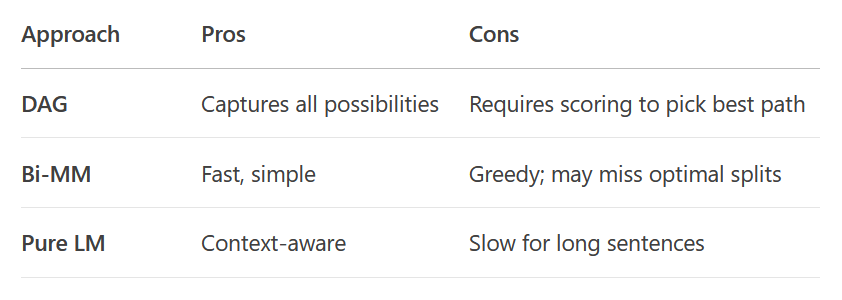 Approach Pros Cons
DAG Captures all possibilities Requires scoring to pick best path
Bi-MM Fast, simple Greedy; may miss optimal splits
Pure LM Context-aware Slow for long sentences